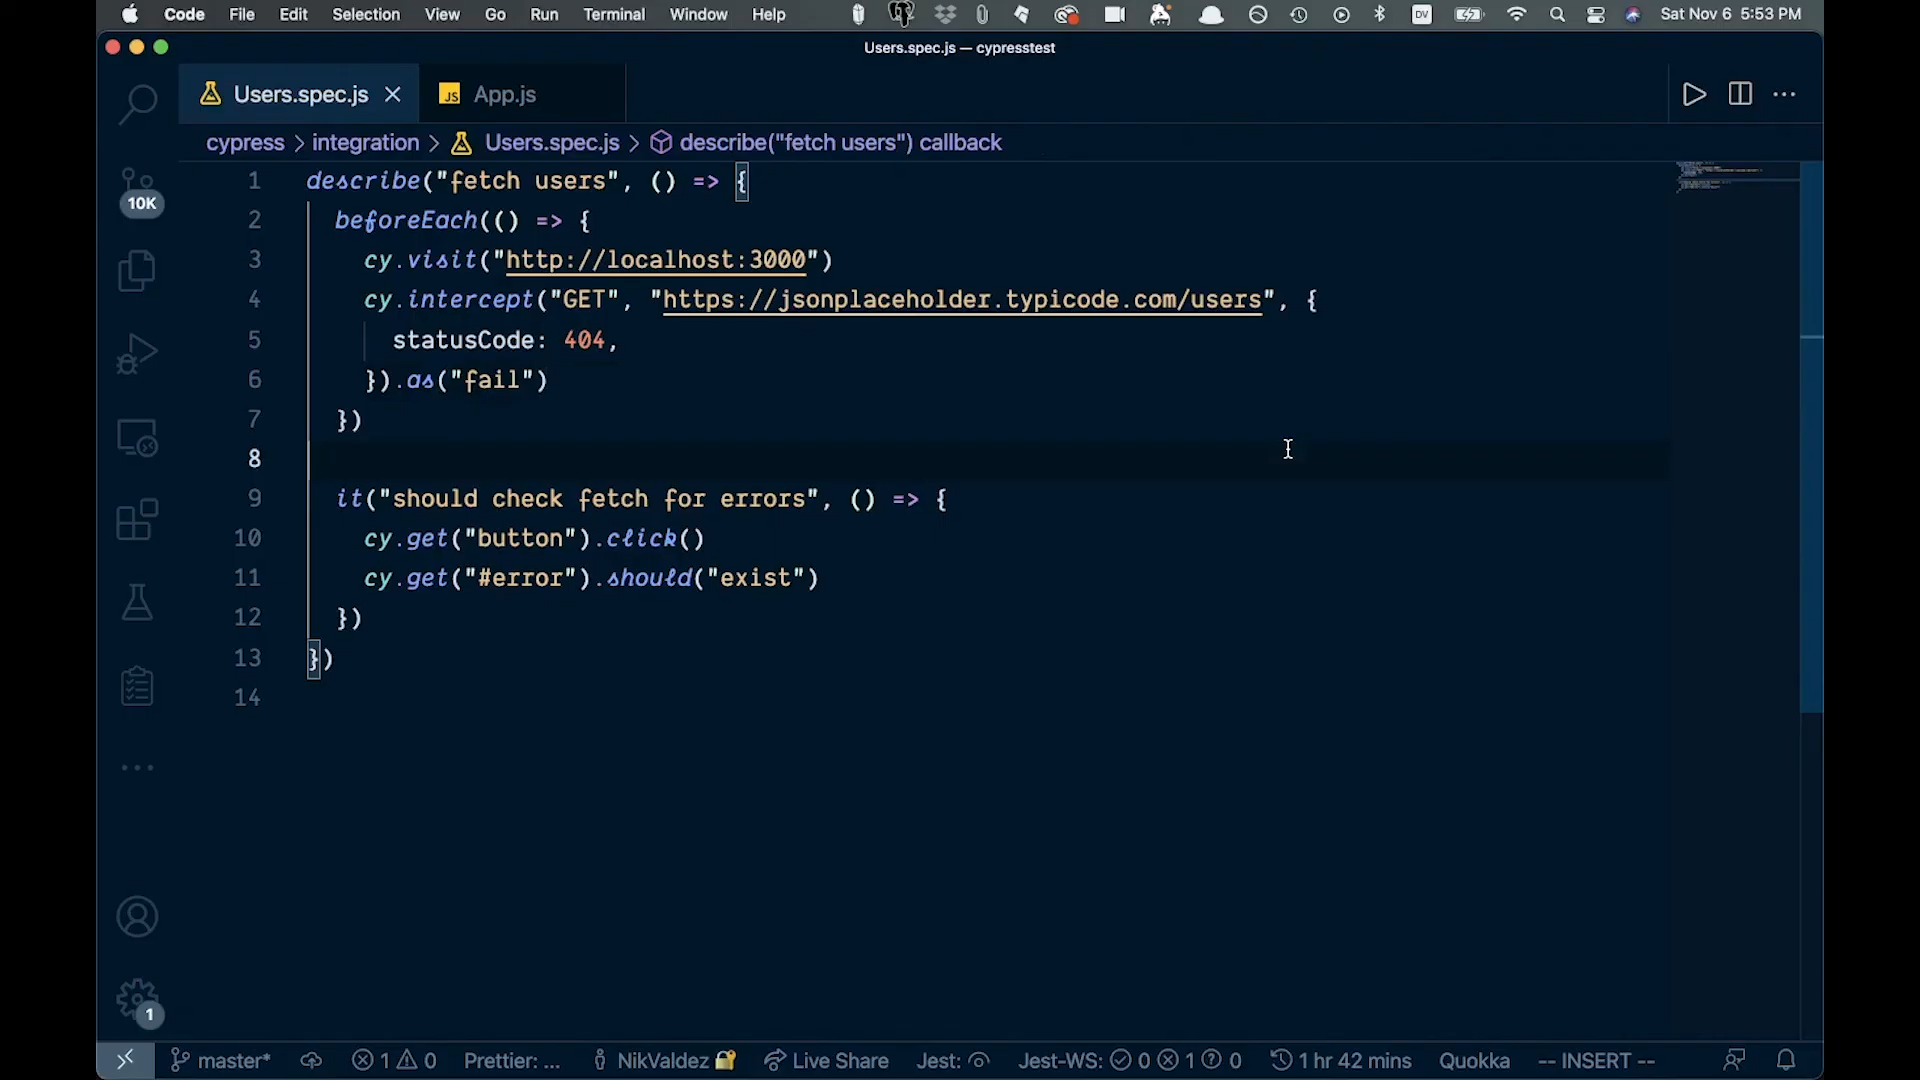 Code File Edit Selection View Go Run Terminal Window Help DV Sat Nov 6 5:53 PM
Users.spec.js — cypresstest
Users.spec.js JS App.js
cypress > integration > Users.spec.js > describe("fetch users") callback
10K
1 describe("fetch users", () => {
2 beforeEach(() => {
3 cy.visit("http://localhost:3000")
4 cy.intercept("GET", "https://jsonplaceholder.typicode.com/users", {
5 statusCode: 404,
6 }).as("fail")
7 })
8
9 it("should check fetch for errors", () => {
10 cy.get("button").click()
11 cy.get("#error").should("exist")
12 })
13 })
14
1
master* 1 0 Prettier: ... NikValdez Live Share Jest: Jest-WS: 0 1 0 1 hr 42 mins Quokka -- INSERT --